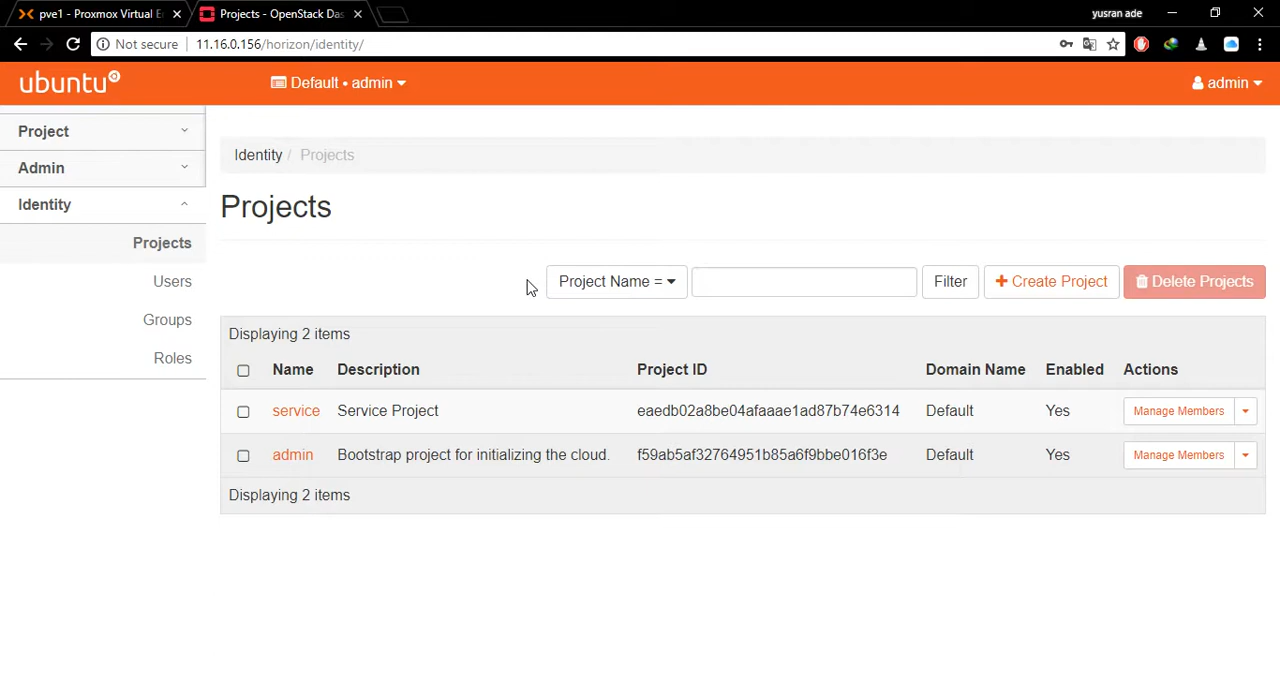 pve1 - Proxmox Virtual E
Projects - OpenStack Das
yusran ade
Not secure
11.16.0.156/horizon/identity/
ubuntu
Default • admin
admin
Project
Admin
Identity
Projects
Users
Groups
Roles
Identity / Projects
Projects
Project Name =
Filter
+ Create Project
Delete Projects
Displaying 2 items
Name Description Project ID Domain Name Enabled Actions
service Service Project eaedb02a8be04afaaae1ad87b74e6314 Default Yes Manage Members
admin Bootstrap project for initializing the cloud. f59ab5af32764951b85a6f9bbe016f3e Default Yes Manage Members
Displaying 2 items